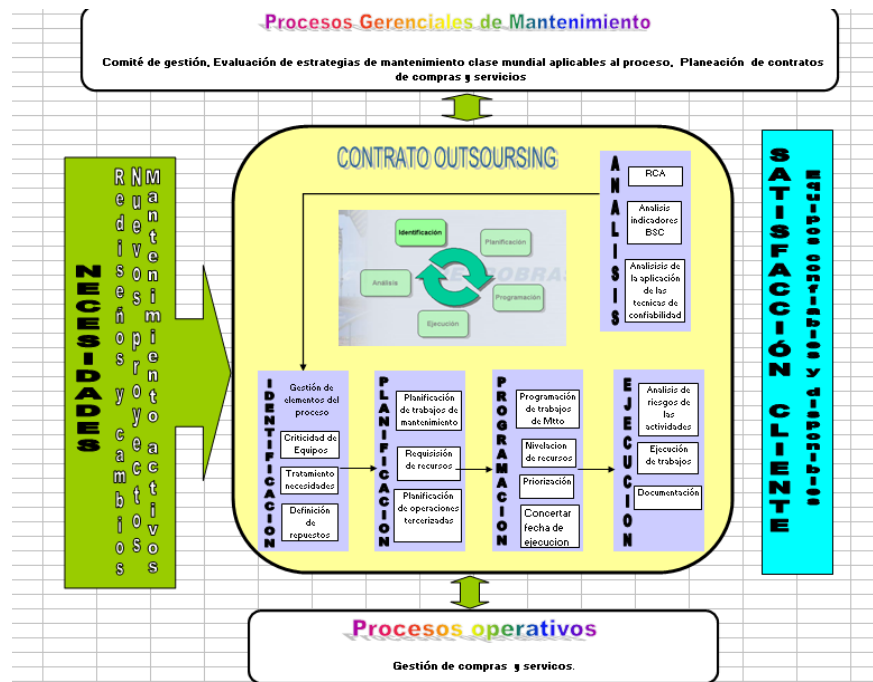 Procesos Gerenciales de Mantenimiento
Comité de gestión, Evaluación de estrategias de mantenimiento clase mundial aplicables al proceso, Planeación de contratos
de compras y servicios
NECESIDADES
Rediseños y cambios
Nuevos proyectos
Mantenimiento activos
CONTRATO OUTSOURSING
Identificación
Planificación
Programación
Ejecución
Análisis
ANALISIS
RCA
Analisis
indicadores
BSC
Analisisis de
la aplicación
de las
tecnicas de
confiabilidad
IDENTIFICACION
Gestión de
elementos del
proceso
Criticidad de
Equipos
Tratamiento
necesidades
Definición
de
repuestos
PLANIFICACION
Planificación
de trabajos de
mantenimiento
Requisición
de recursos
Planificación
de operaciones
tercerizadas
PROGRAMACION
Programación
de trabajos
de Mtto
Nivelacion
de recursos
Priorización
Concertar
fecha de
ejecucion
EJECUCION
Analisis de
riesgos de
las
actividades
Ejecución
de trabajos
Documentación
SATISFACCIÓN CLIENTE
Equipos confiables y disponibles
Procesos operativos
Gestión de compras y servicos.